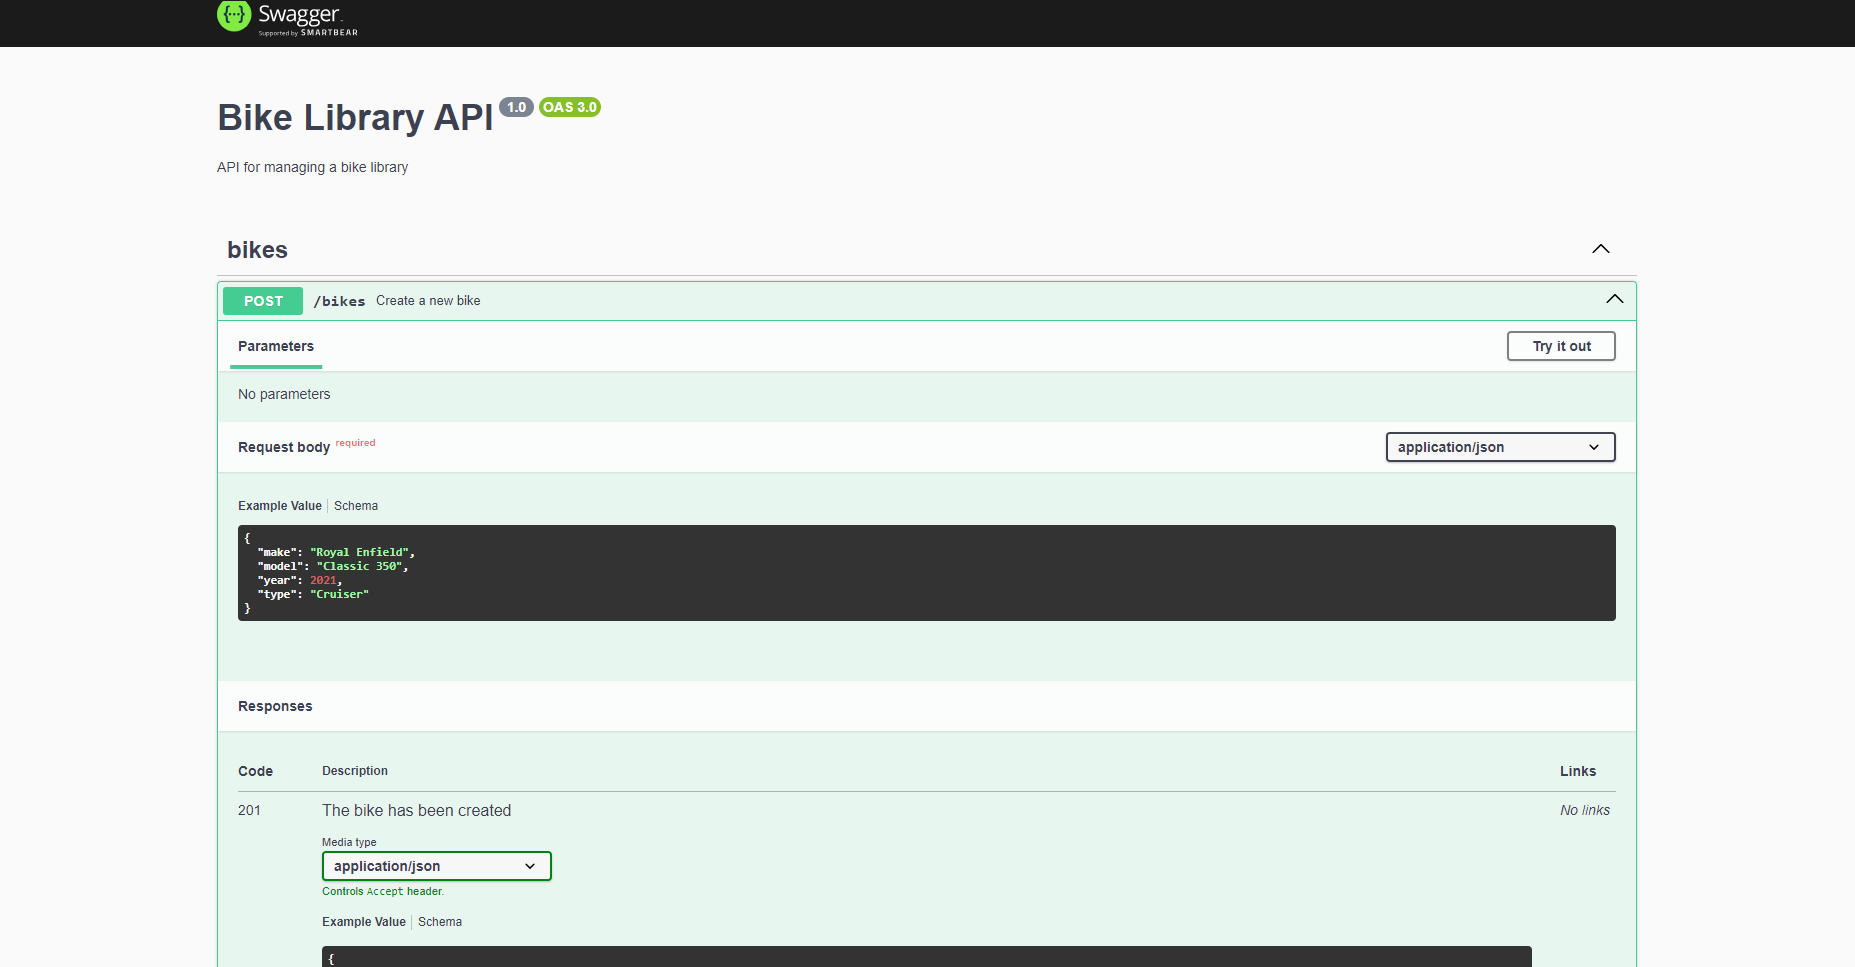 {···} Swagger.
Supported by SMARTBEAR
Bike Library API 1.0 OAS 3.0
API for managing a bike library
bikes
POST /bikes Create a new bike
Parameters Try it out
No parameters
Request body required application/json
Example Value Schema
{
"make": "Royal Enfield",
"model": "Classic 350",
"year": 2021,
"type": "Cruiser"
}
Responses
Code Description Links
201 The bike has been created No links
Media type
application/json
Controls Accept header.
Example Value Schema
{